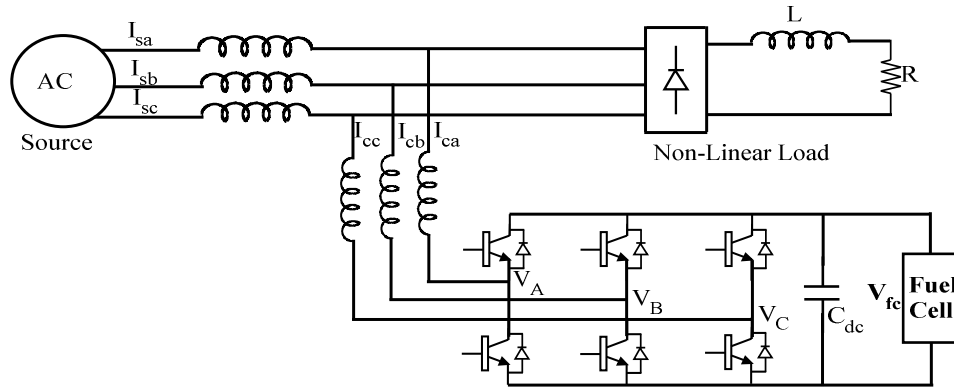 I_sa
L
AC
I_sb
R
I_sc
Source
I_cc
I_cb
I_ca
Non-Linear Load
V_A
V_B
V_C
C_dc
V_fc
Fuel
Cell